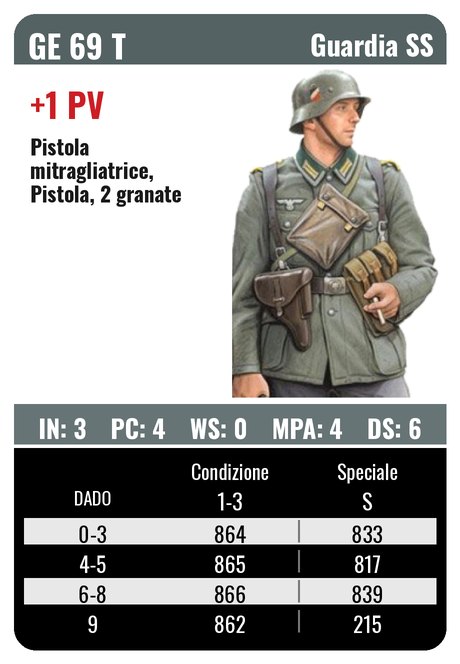 GE 69 T
Guardia SS
+1 PV
Pistola
mitragliatrice,
Pistola, 2 granate
IN: 3 PC: 4 WS: 0 MPA: 4 DS: 6
Condizione Speciale
DADO 1-3 S
0-3 864 833
4-5 865 817
6-8 866 839
9 862 215